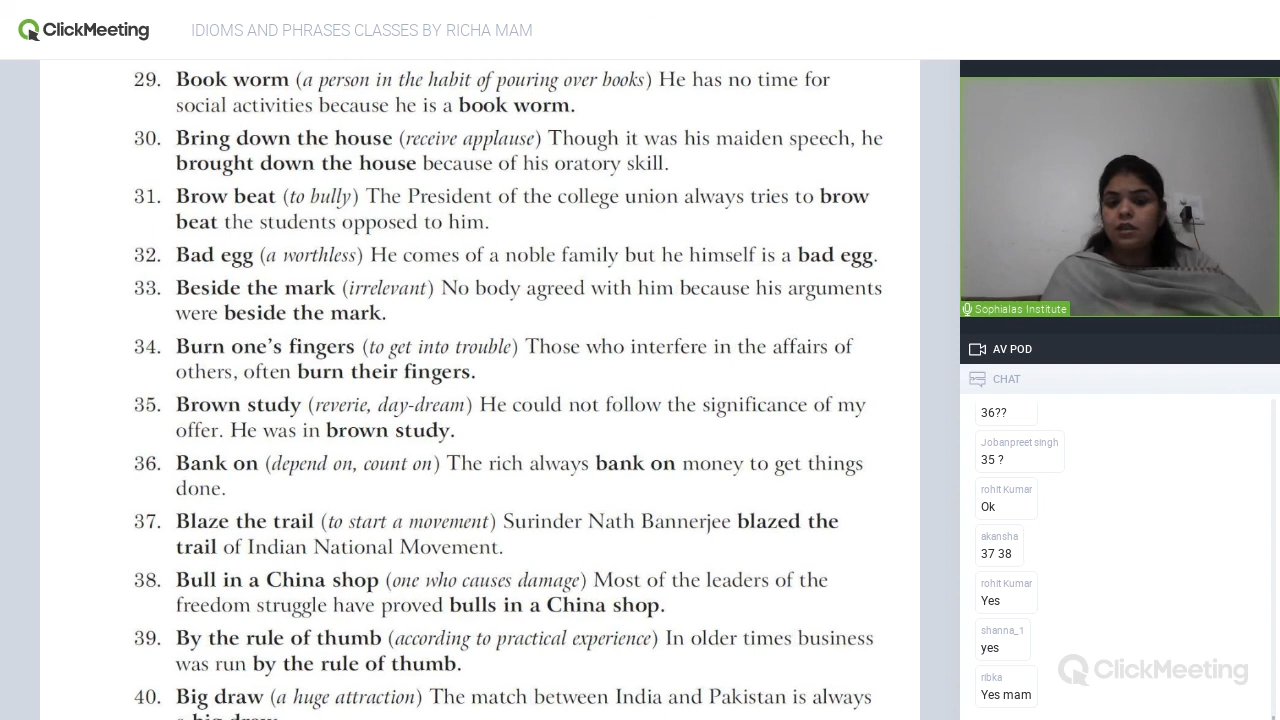 ClickMeeting
IDIOMS AND PHRASES CLASSES BY RICHA MAM
29. Book worm (a person in the habit of pouring over books) He has no time for
social activities because he is a book worm.
30. Bring down the house (receive applause) Though it was his maiden speech, he
brought down the house because of his oratory skill.
31. Brow beat (to bully) The President of the college union always tries to brow
beat the students opposed to him.
32. Bad egg (a worthless) He comes of a noble family but he himself is a bad egg.
33. Beside the mark (irrelevant) No body agreed with him because his arguments
were beside the mark.
34. Burn one's fingers (to get into trouble) Those who interfere in the affairs of
others, often burn their fingers.
35. Brown study (reverie, day-dream) He could not follow the significance of my
offer. He was in brown study.
36. Bank on (depend on, count on) The rich always bank on money to get things
done.
37. Blaze the trail (to start a movement) Surinder Nath Bannerjee blazed the
trail of Indian National Movement.
38. Bull in a China shop (one who causes damage) Most of the leaders of the
freedom struggle have proved bulls in a China shop.
39. By the rule of thumb (according to practical experience) In older times business
was run by the rule of thumb.
40. Big draw (a huge attraction) The match between India and Pakistan is always
a big draw.
Sophialas Institute
AV POD
CHAT
36??
Jobanpreet singh
35 ?
rohit Kumar
Ok
akansha
37 38
rohit Kumar
Yes
shanna_1
yes
ribka
Yes mam
ClickMeeting